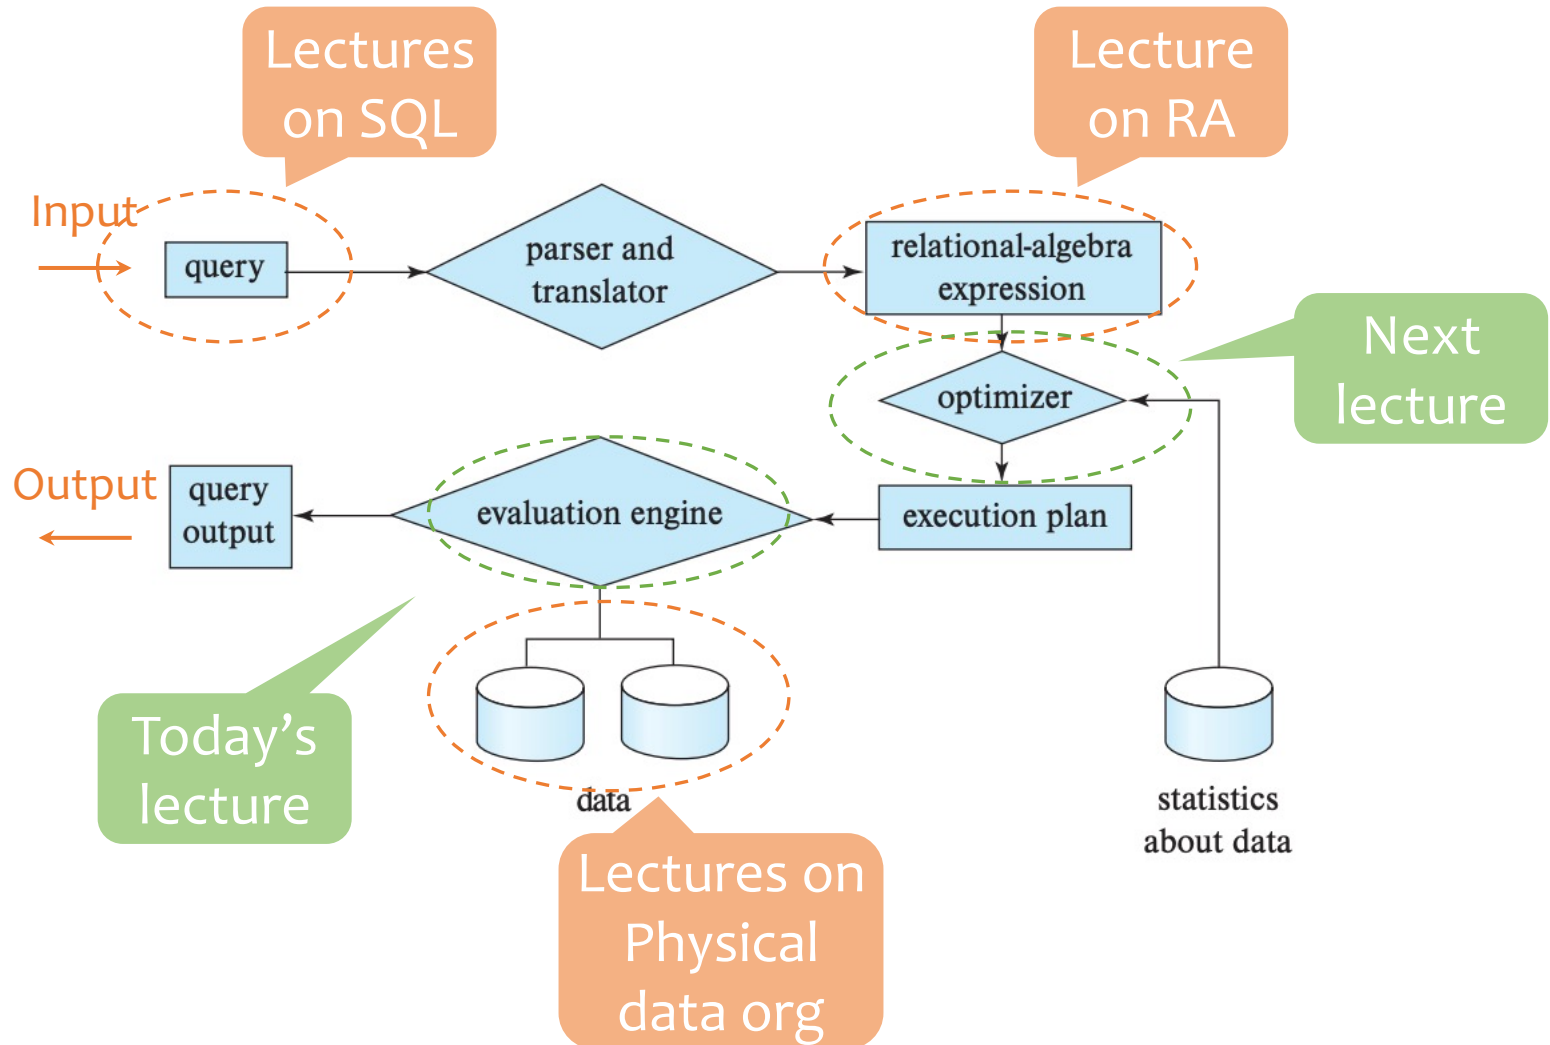 Lectures
on SQL
Lecture
on RA
Input
query
parser and
translator
relational-algebra
expression
Next
lecture
optimizer
Output
query
output
evaluation engine
execution plan
Today’s
lecture
data
statistics
about data
Lectures on
Physical
data org